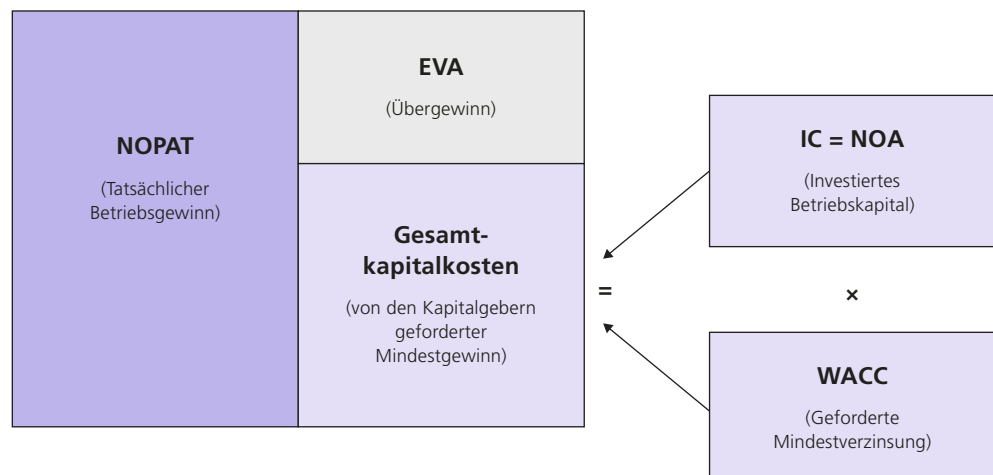 NOPAT
(Tatsächlicher
Betriebsgewinn)
EVA
(Übergewinn)
Gesamt-
kapitalkosten
(von den Kapitalgebern
geforderter
Mindestgewinn)
=
IC = NOA
(Investiertes
Betriebskapital)
×
WACC
(Geforderte
Mindestverzinsung)